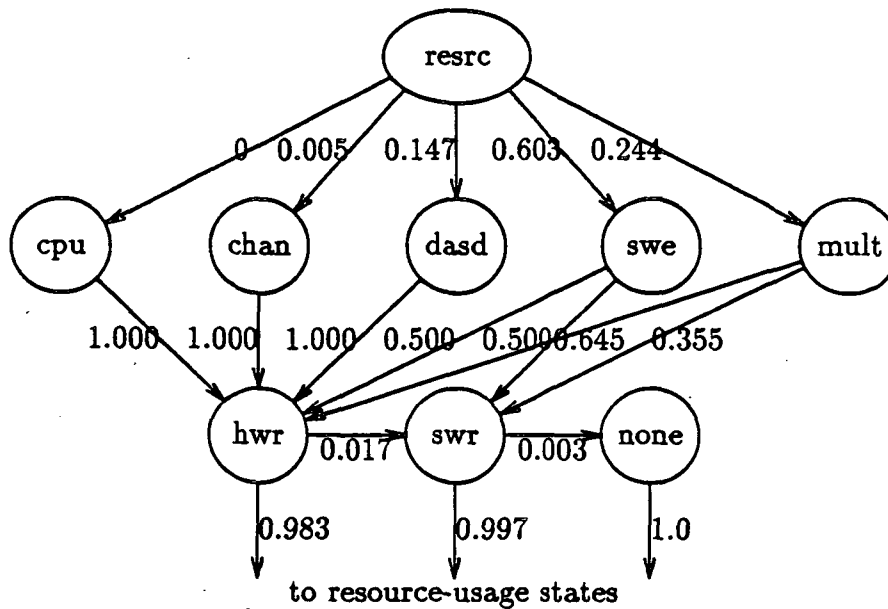 resrc
0 0.005 0.147 0.603 0.244
cpu chan dasd swe mult
1.000 1.000 1.000 0.500 0.500 0.645 0.355
hwr swr none
0.017 0.003
0.983 0.997 1.0
to resource-usage states